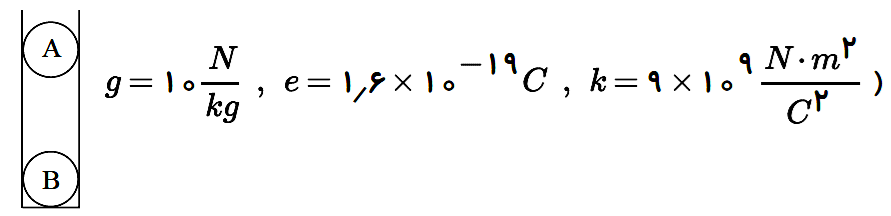 A
g = ۱۰ N/kg , e = ۱٫۶ × ۱۰^−۱۹ C , k = ۹ × ۱۰^۹ N·m^۲/C^۲ )
B